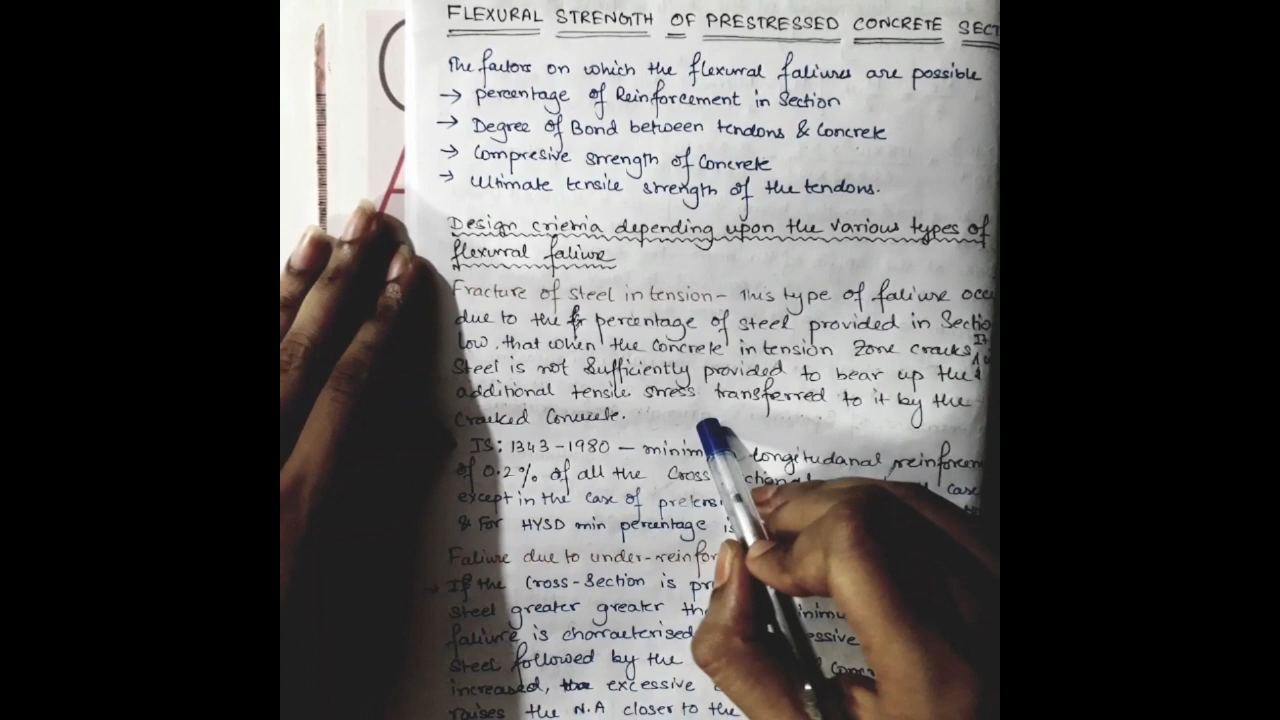 FLEXURAL STRENGTH OF PRESTRESSED CONCRETE SECT
The factors on which the flexural faliures are possible
→ percentage of Reinforcement in Section
→ Degree of Bond between tendons & Concrete
→ Compresive strength of Concrete
→ Ultimate tensile strength of the tendons.
Design criteria depending upon the various types of
flexural faliure
Fracture of steel in tension - This type of faliure occ
due to the fr percentage of steel provided in Sectio
low. that when the concrete in tension Zone cracks
Steel is not Sufficiently provided to bear up the
additional tensile stress transferred to it by the
Cracked Concrete.
IS: 1343-1980 - minim longitudanal reinforcem
of 0.2% of all the Cross case
except in the case of
& For HYSD min percentage is
Faliure due to under-reinfor
→ If the Cross-Section is pr
Steel greater greater th inimu
faliure is characterised essive
Steel followed by the conc
increased, the excessive
raises the N.A closer to the